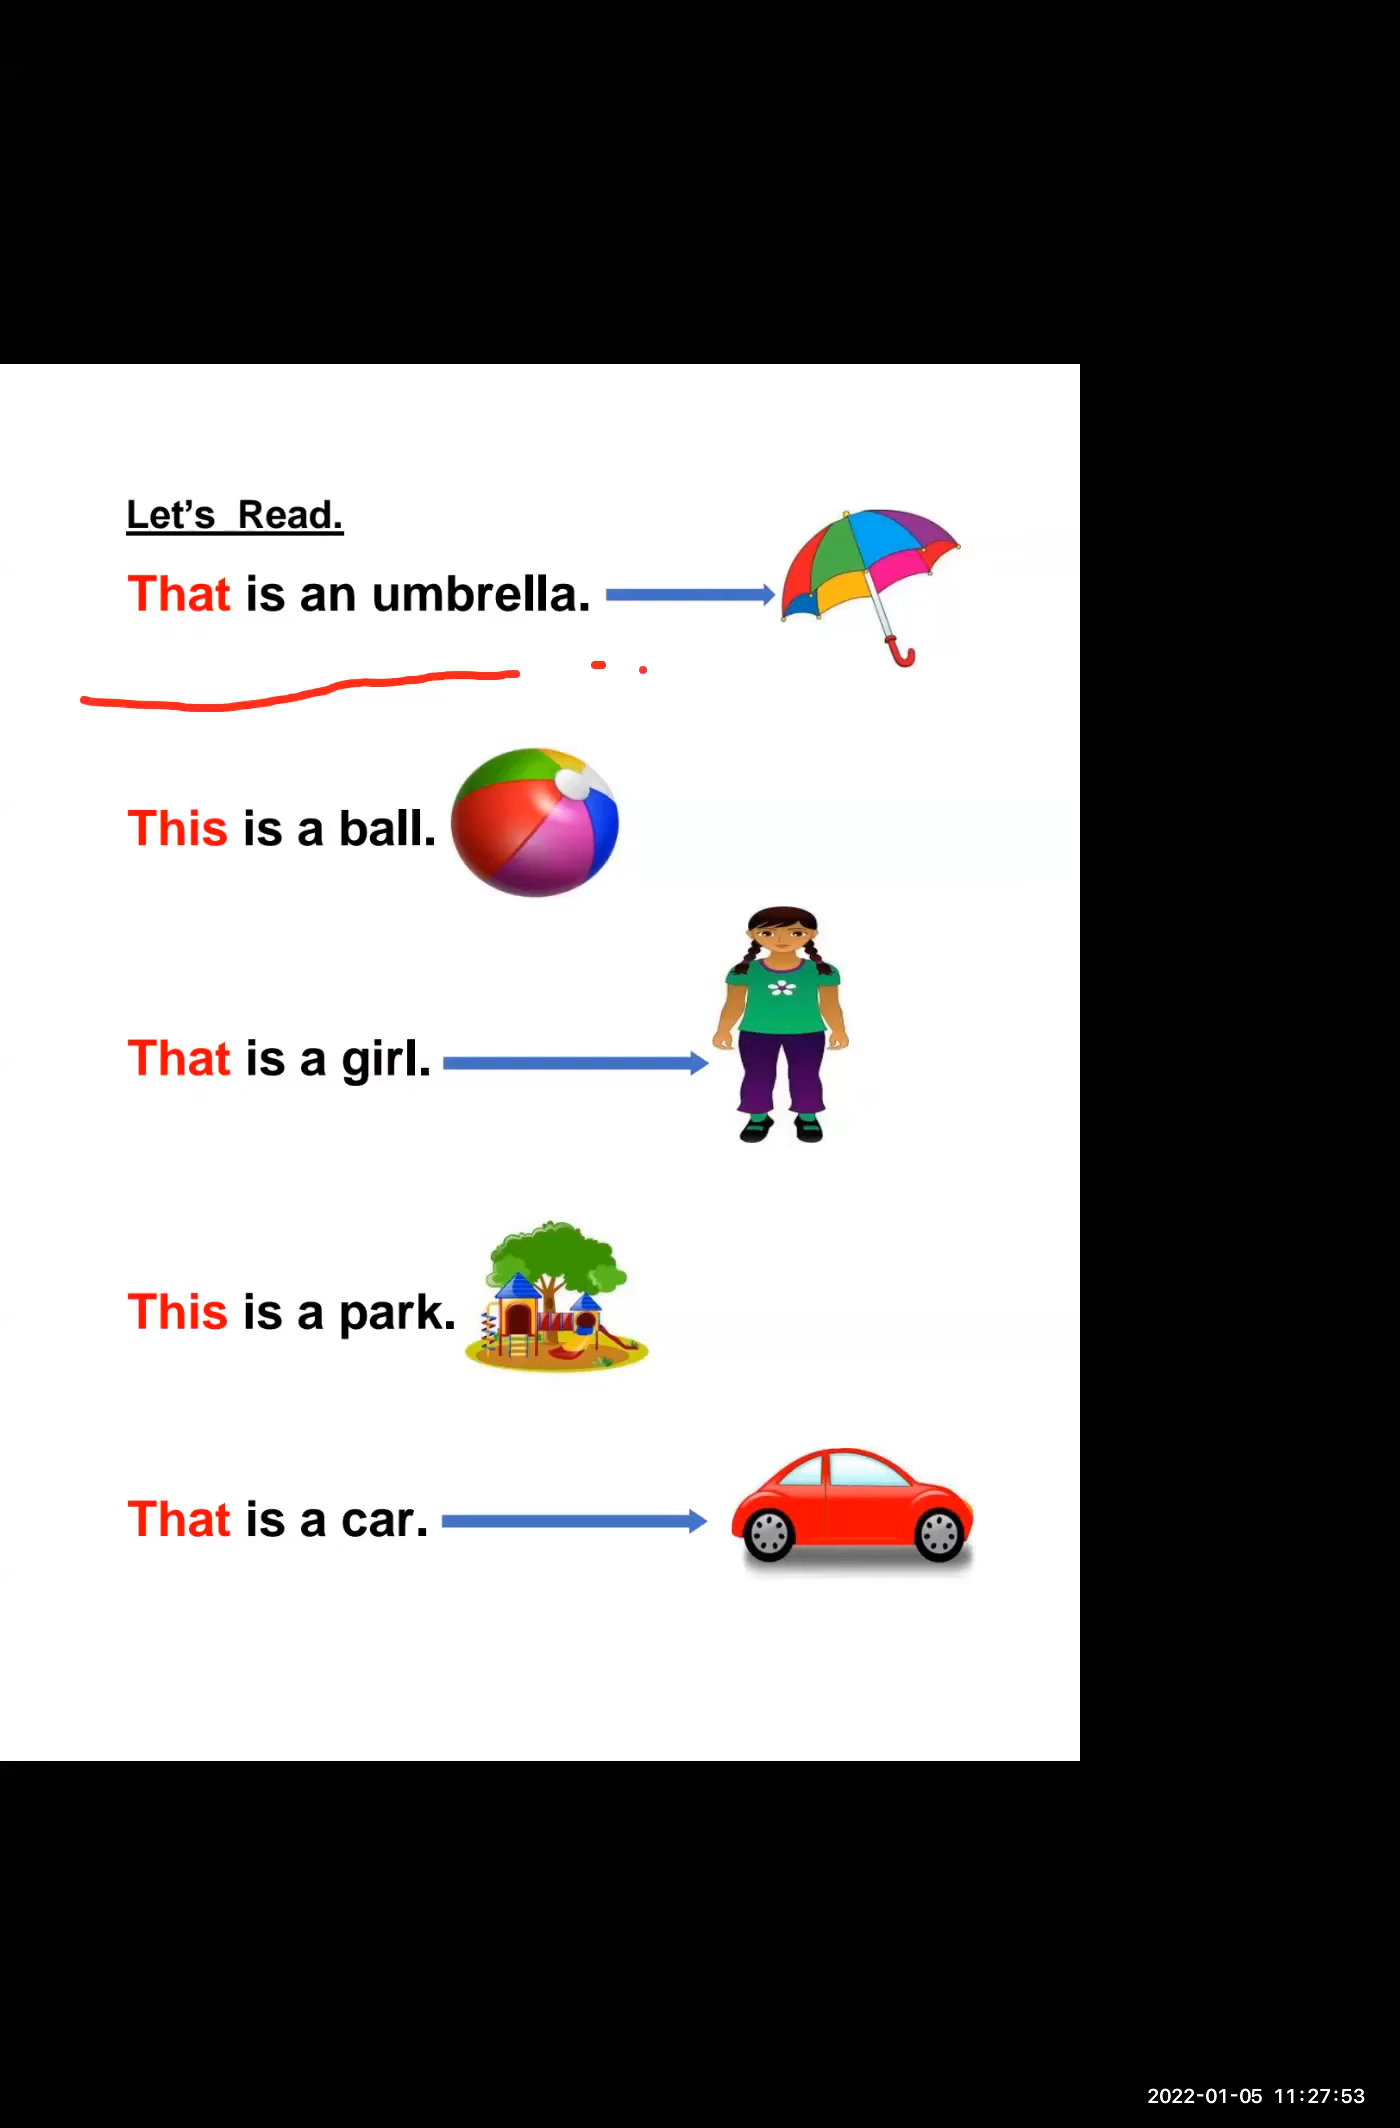 Let’s  Read.
That is an umbrella.
This is a ball.
That is a girl.
This is a park.
That is a car.
2022-01-05 11:27:53